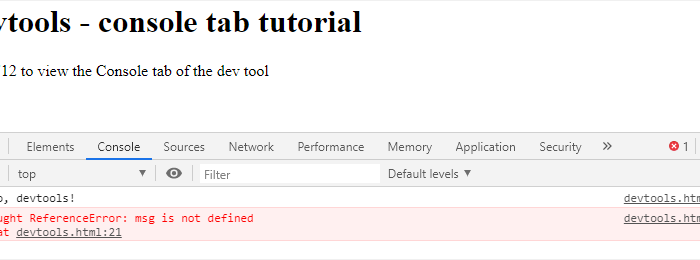 vtools - console tab tutorial
12 to view the Console tab of the dev tool
Elements Console Sources Network Performance Memory Application Security » 1
top Filter Default levels ▼
, devtools! devtools.htm
ught ReferenceError: msg is not defined devtools.htm
at devtools.html:21